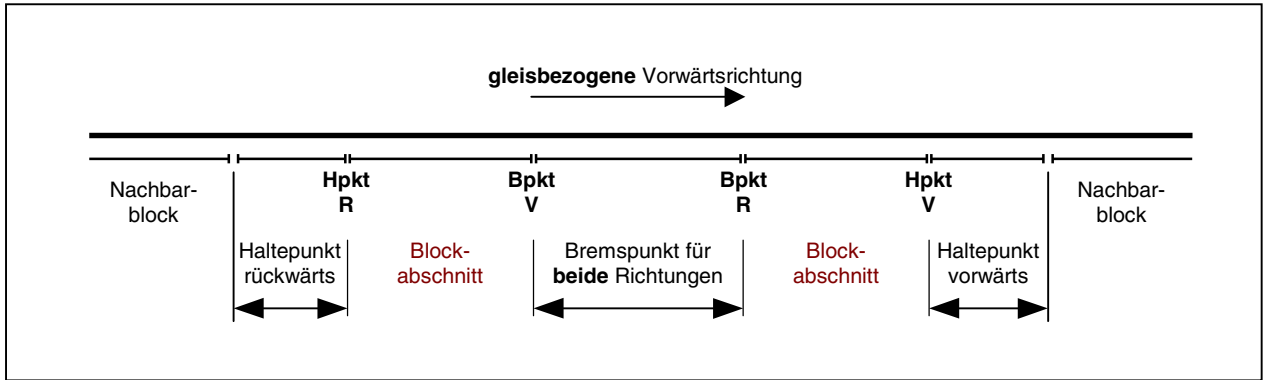 gleisbezogene Vorwärtsrichtung
Nachbar-
block
Hpkt
R
Bpkt
V
Bpkt
R
Hpkt
V
Nachbar-
block
Haltepunkt
rückwärts
Block-
abschnitt
Bremspunkt für
beide Richtungen
Block-
abschnitt
Haltepunkt
vorwärts